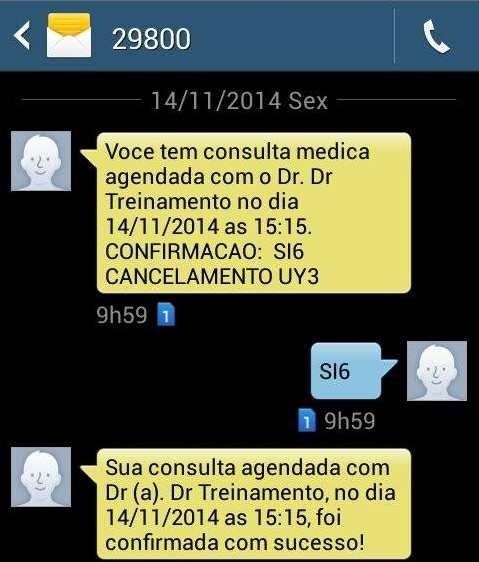 29800
14/11/2014 Sex
Voce tem consulta medica
agendada com o Dr. Dr
Treinamento no dia
14/11/2014 as 15:15.
CONFIRMACAO:  SI6
CANCELAMENTO UY3
9h59 1
SI6
1 9h59
Sua consulta agendada com
Dr (a). Dr Treinamento, no dia
14/11/2014 as 15:15, foi
confirmada com sucesso!